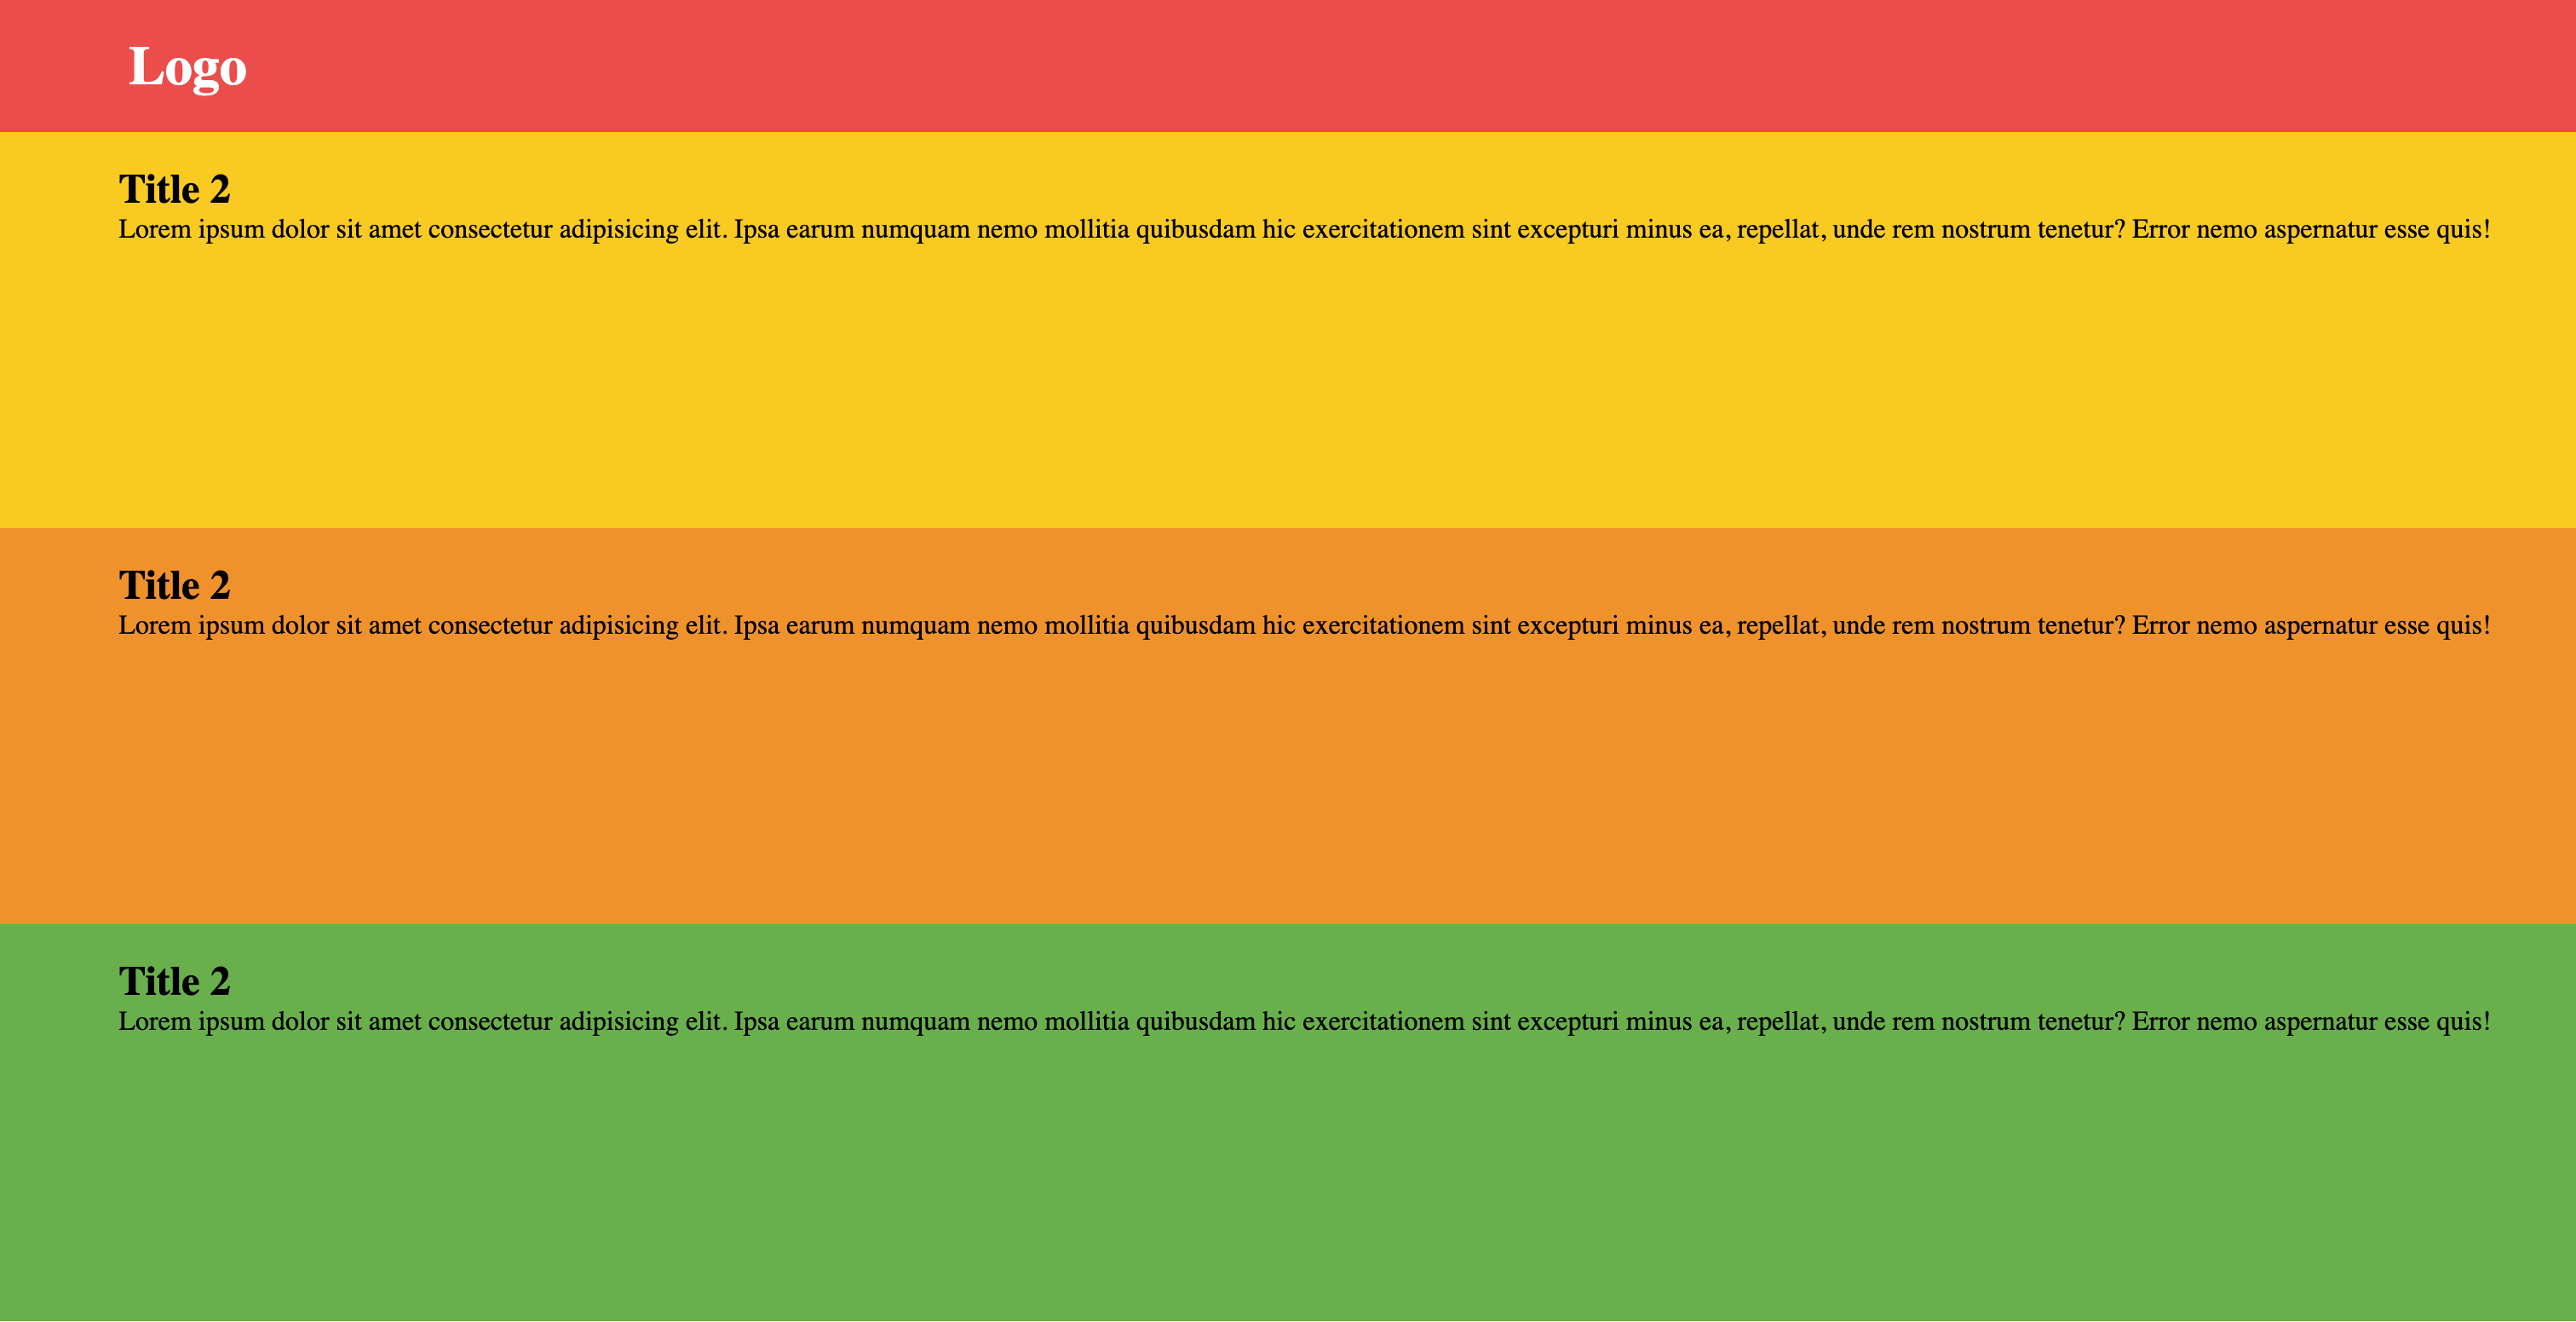 Logo
Title 2
Lorem ipsum dolor sit amet consectetur adipisicing elit. Ipsa earum numquam nemo mollitia quibusdam hic exercitationem sint excepturi minus ea, repellat, unde rem nostrum tenetur? Error nemo aspernatur esse quis!
Title 2
Lorem ipsum dolor sit amet consectetur adipisicing elit. Ipsa earum numquam nemo mollitia quibusdam hic exercitationem sint excepturi minus ea, repellat, unde rem nostrum tenetur? Error nemo aspernatur esse quis!
Title 2
Lorem ipsum dolor sit amet consectetur adipisicing elit. Ipsa earum numquam nemo mollitia quibusdam hic exercitationem sint excepturi minus ea, repellat, unde rem nostrum tenetur? Error nemo aspernatur esse quis!